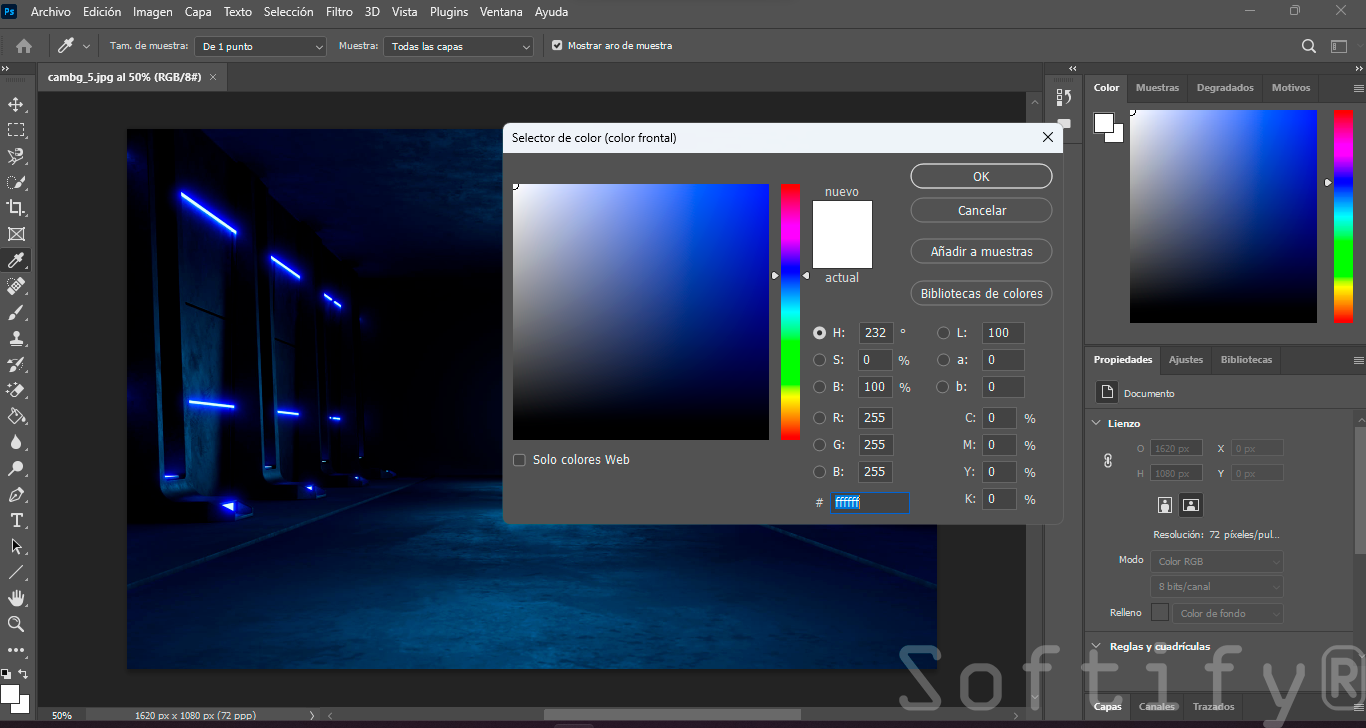 Ps Archivo Edición Imagen Capa Texto Selección Filtro 3D Vista Plugins Ventana Ayuda
Tam. de muestra: De 1 punto Muestra: Todas las capas Mostrar aro de muestra
cambg_5.jpg al 50% (RGB/8#) ×
Color Muestras Degradados Motivos
Selector de color (color frontal)
nuevo
actual
OK
Cancelar
Añadir a muestras
Bibliotecas de colores
H: 232 º L: 100
S: 0 % a: 0
B: 100 % b: 0
R: 255 C: 0 %
G: 255 M: 0 %
B: 255 Y: 0 %
# ffffff K: 0 %
Solo colores Web
Propiedades Ajustes Bibliotecas
Documento
Lienzo
O 1620 px X 0 px
H 1080 px Y 0 px
Resolución: 72 píxeles/pul...
Modo Color RGB
8 bits/canal
Relleno Color de fondo
Reglas y cuadrículas
Softify®
Capas Canales Trazados
50% 1620 px x 1080 px (72 ppp)